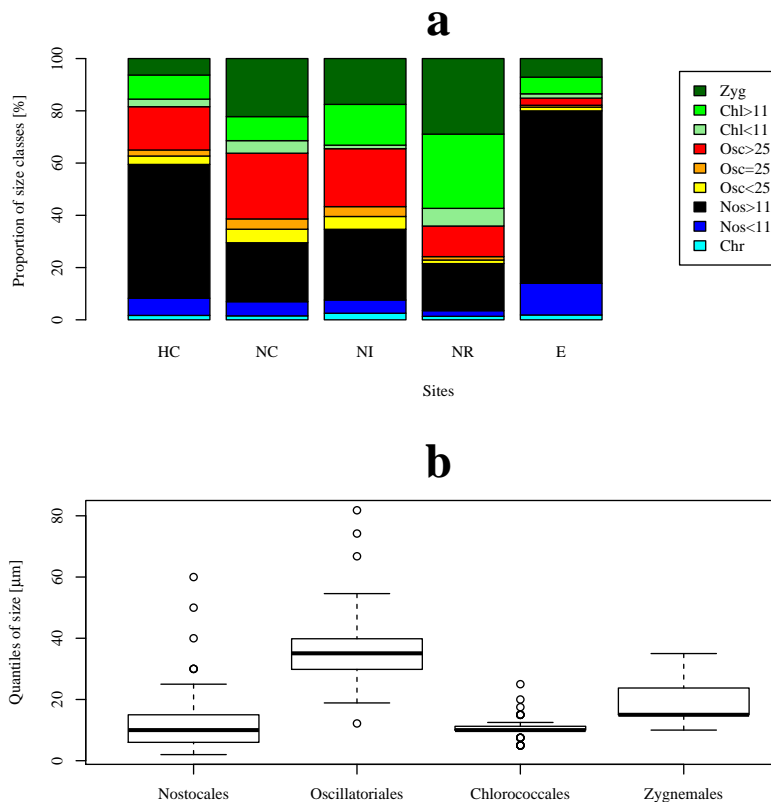 a
Proportion of size classes [%]
100
80
60
40
20
0
HC NC NI NR E
Sites
Zyg
Chl>11
Chl<11
Osc>25
Osc=25
Osc<25
Nos>11
Nos<11
Chr
b
Quantiles of size [µm]
80
60
40
20
0
Nostocales Oscillatoriales Chlorococcales Zygnemales